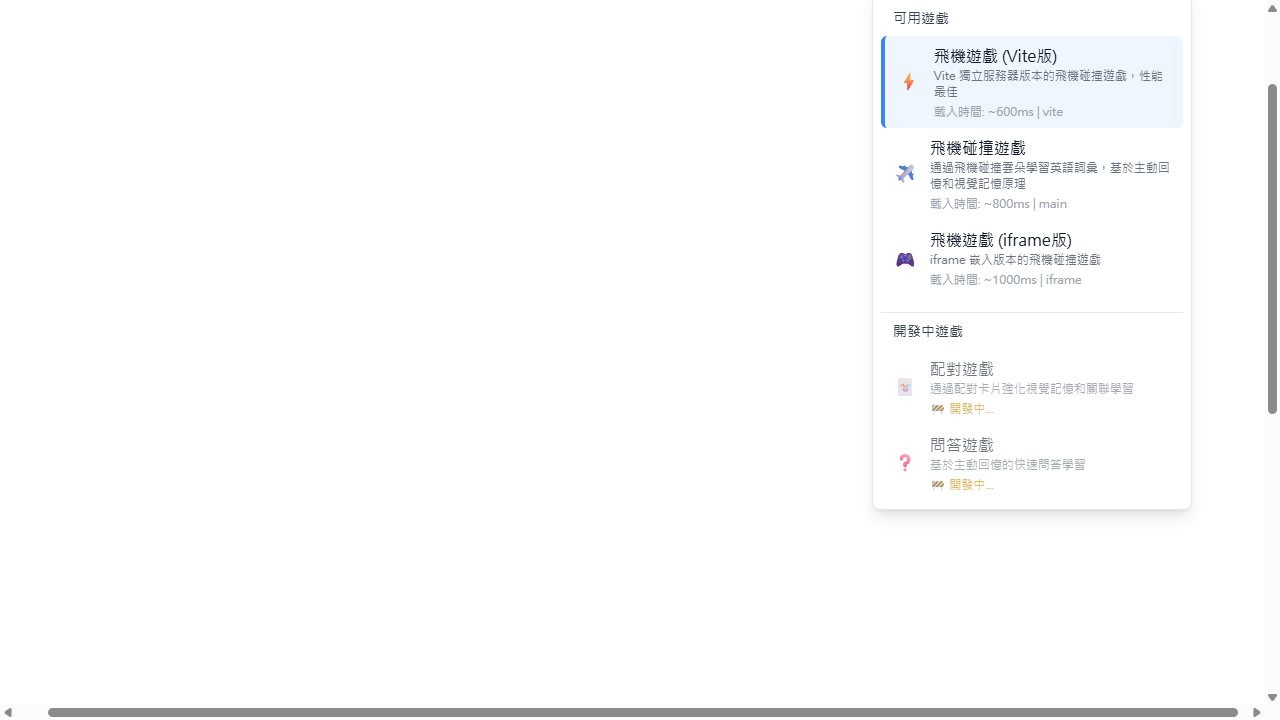 可用遊戲
飛機遊戲 (Vite版)
Vite 獨立服務器版本的飛機碰撞遊戲，性能
最佳
載入時間: ~600ms | vite
飛機碰撞遊戲
通過飛機碰撞雲朵學習英語詞彙，基於主動回
憶和視覺記憶原理
載入時間: ~800ms | main
飛機遊戲 (iframe版)
iframe 嵌入版本的飛機碰撞遊戲
載入時間: ~1000ms | iframe
開發中遊戲
配對遊戲
通過配對卡片強化視覺記憶和關聯學習
🚧 開發中...
問答遊戲
基於主動回憶的快速問答學習
🚧 開發中...